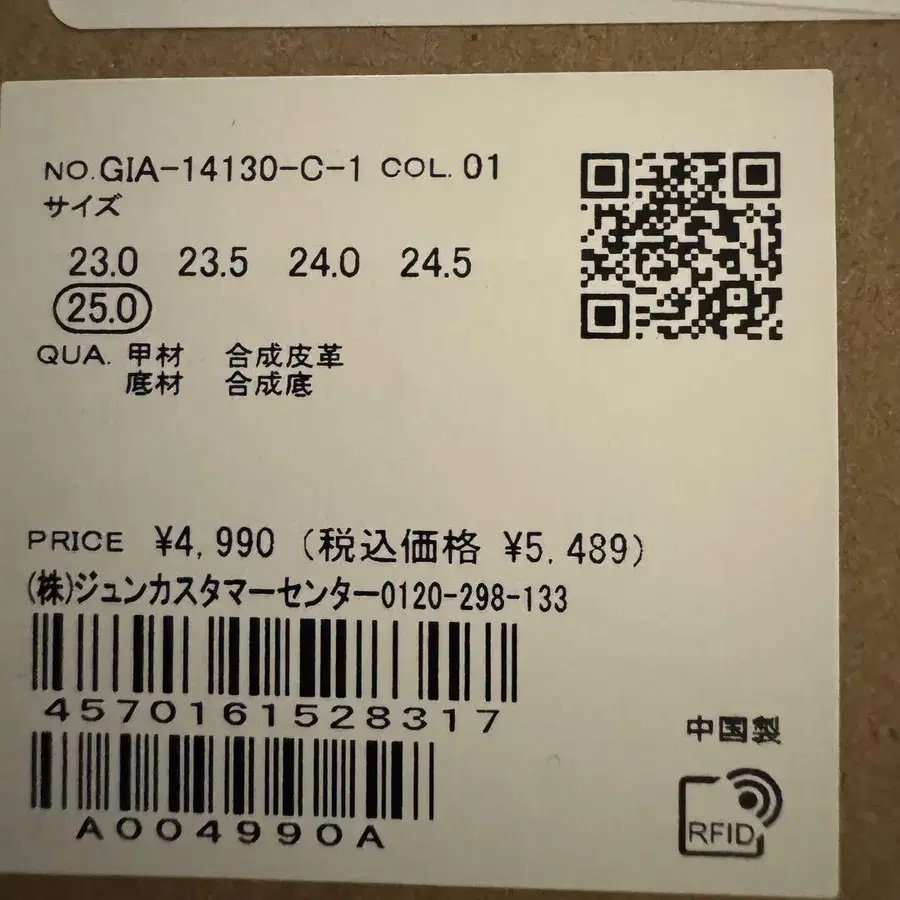 NO.GIA-14130-C-1 COL.01
サイズ
23.0 23.5 24.0 24.5
25.0
QUA. 甲材 合成皮革
底材 合成底
PRICE ¥4,990 (税込価格 ¥5,489)
(株)ジュンカスタマーセンター0120-298-133
4570161528317
A004990A
中国製
RFID